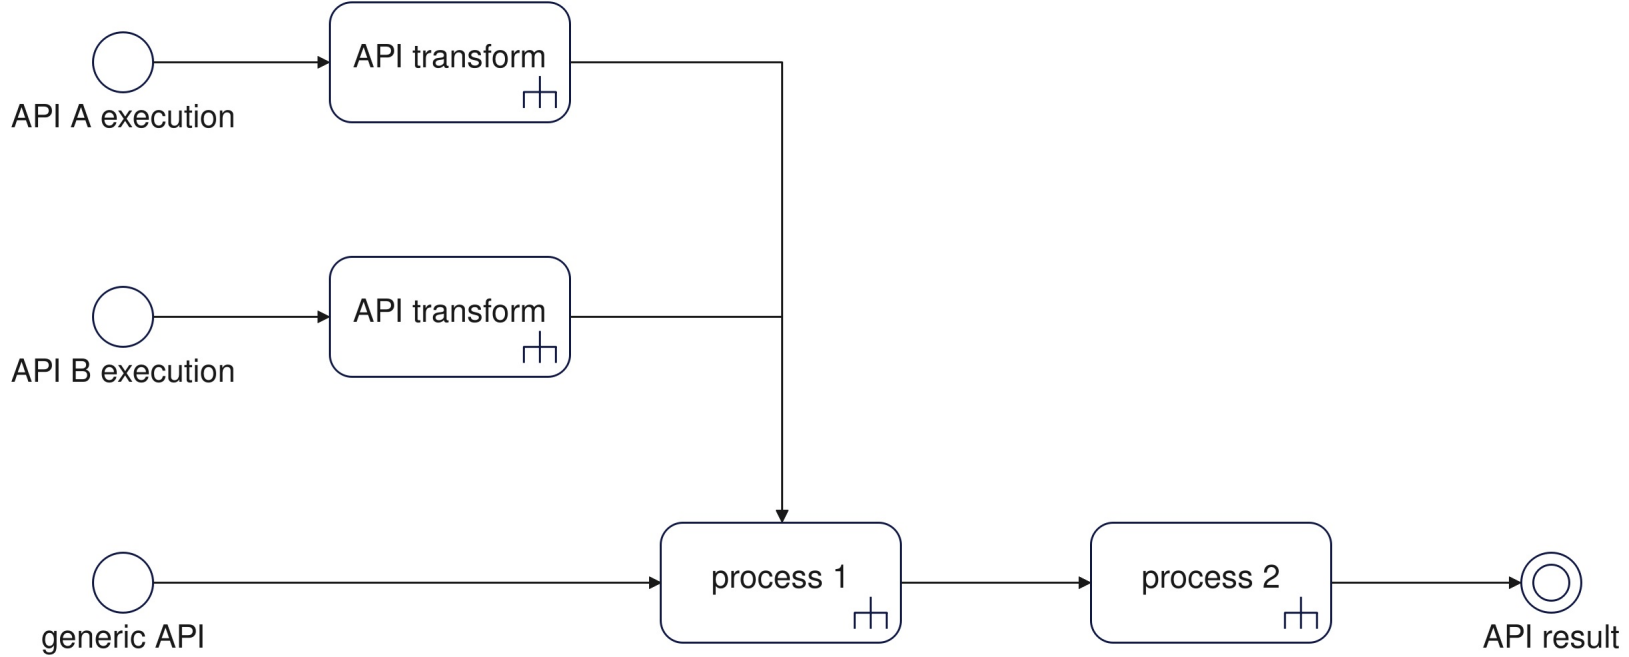 API transform
API A execution
API transform
API B execution
process 1
process 2
generic API
API result